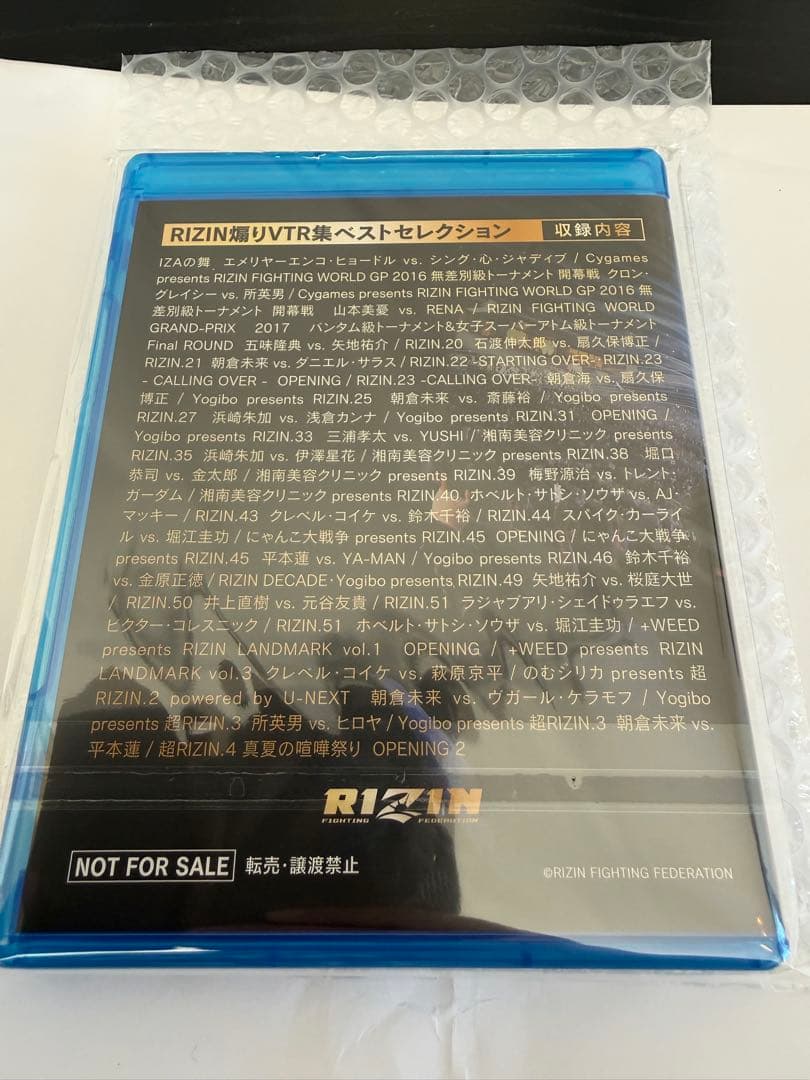 RIZIN煽りVTR集ベストセレクション 収録内容
IZAの舞 エメリヤーエンコ・ヒョードル vs. シング・心・ジャディブ / Cygames
presents RIZIN FIGHTING WORLD GP 2016 無差別級トーナメント 開幕戦 クロン・
グレイシー vs. 所英男 / Cygames presents RIZIN FIGHTING WORLD GP 2016 無
差別級トーナメント 開幕戦 山本美憂 vs. RENA / RIZIN FIGHTING WORLD
GRAND-PRIX 2017 バンタム級トーナメント&女子スーパーアトム級トーナメント
Final ROUND 五味隆典 vs. 矢地祐介 / RIZIN.20 石渡伸太郎 vs. 扇久保博正 /
RIZIN.21 朝倉未来 vs. ダニエル・サラス / RIZIN.22 -STARTING OVER- RIZIN.23
- CALLING OVER - OPENING / RIZIN.23 -CALLING OVER- 朝倉海 vs. 扇久保
博正 / Yogibo presents RIZIN.25 朝倉未来 vs. 斎藤裕 / Yogibo presents
RIZIN.27 浜崎朱加 vs. 浅倉カンナ / Yogibo presents RIZIN.31 OPENING /
Yogibo presents RIZIN.33 三浦孝太 vs. YUSHI / 湘南美容クリニック presents
RIZIN.35 浜崎朱加 vs. 伊澤星花 / 湘南美容クリニック presents RIZIN.38 堀口
恭司 vs. 金太郎 / 湘南美容クリニック presents RIZIN.39 梅野源治 vs. トレント・
ガーダム / 湘南美容クリニック presents RIZIN.40 ホベルト・サトシ・ソウザ vs. AJ・
マッキー / RIZIN.43 クレベル・コイケ vs. 鈴木千裕 / RIZIN.44 スパイク・カーライ
ル vs. 堀江圭功 / にゃんこ大戦争 presents RIZIN.45 OPENING / にゃんこ大戦争
presents RIZIN.45 平本蓮 vs. YA-MAN / Yogibo presents RIZIN.46 鈴木千裕
vs. 金原正徳 / RIZIN DECADE・Yogibo presents RIZIN.49 矢地祐介 vs. 桜庭大世
/ RIZIN.50 井上直樹 vs. 元谷友貴 / RIZIN.51 ラジャブアリ・シェイドゥラエフ vs.
ビクター・コレスニック / RIZIN.51 ホベルト・サトシ・ソウザ vs. 堀江圭功 / +WEED
presents RIZIN LANDMARK vol.1 OPENING / +WEED presents RIZIN
LANDMARK vol.3 クレベル・コイケ vs. 萩原京平 / のむシリカ presents 超
RIZIN.2 powered by U-NEXT 朝倉未来 vs. ヴガール・ケラモフ / Yogibo
presents 超RIZIN.3 所英男 vs. ヒロヤ / Yogibo presents 超RIZIN.3 朝倉未来 vs.
平本蓮 / 超RIZIN.4 真夏の喧嘩祭り OPENING 2
RIZIN
FIGHTING FEDERATION
NOT FOR SALE 転売・譲渡禁止
©RIZIN FIGHTING FEDERATION